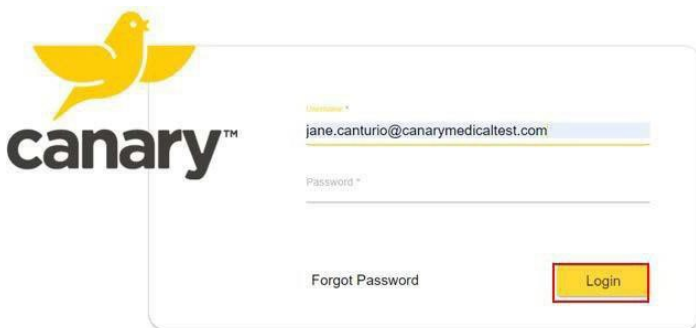 canary™
Username *
jane.canturio@canarymedicaltest.com
Password *
Forgot Password
Login